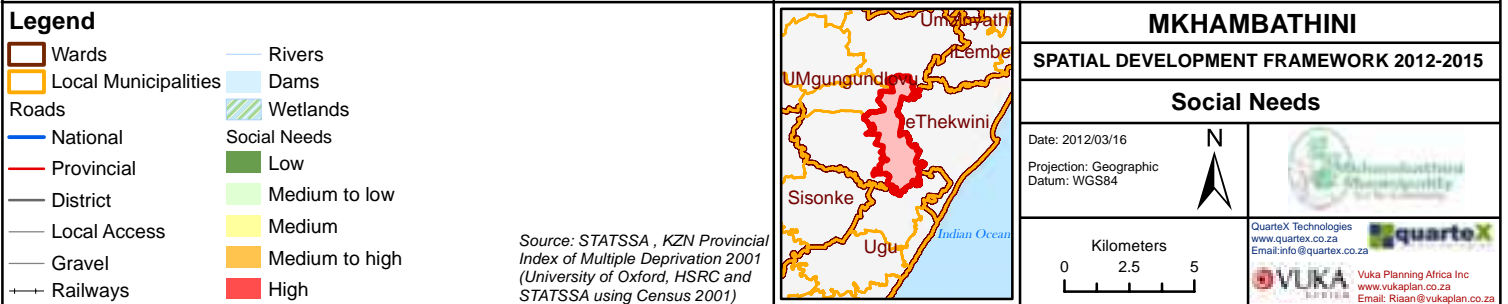 Legend
Wards
Local Municipalities
Roads
National
Provincial
District
Local Access
Gravel
Railways
Rivers
Dams
Wetlands
Social Needs
Low
Medium to low
Medium
Medium to high
High
Source: STATSSA , KZN Provincial
Index of Multiple Deprivation 2001
(University of Oxford, HSRC and
STATSSA using Census 2001)
Umzinyathi
iLembe
UMgungundlovu
eThekwini
Sisonke
Ugu
Indian Ocean
MKHAMBATHINI
SPATIAL DEVELOPMENT FRAMEWORK 2012-2015
Social Needs
Date: 2012/03/16
Projection: Geographic
Datum: WGS84
N
Mkhambathini
Municipality
Kilometers
0 2.5 5
QuarteX Technologies
www.quartex.co.za
Email:info@quartex.co.za
quarteX
VUKA
AFRICA
Vuka Planning Africa Inc
www.vukaplan.co.za
Email: Riaan@vukaplan.co.za